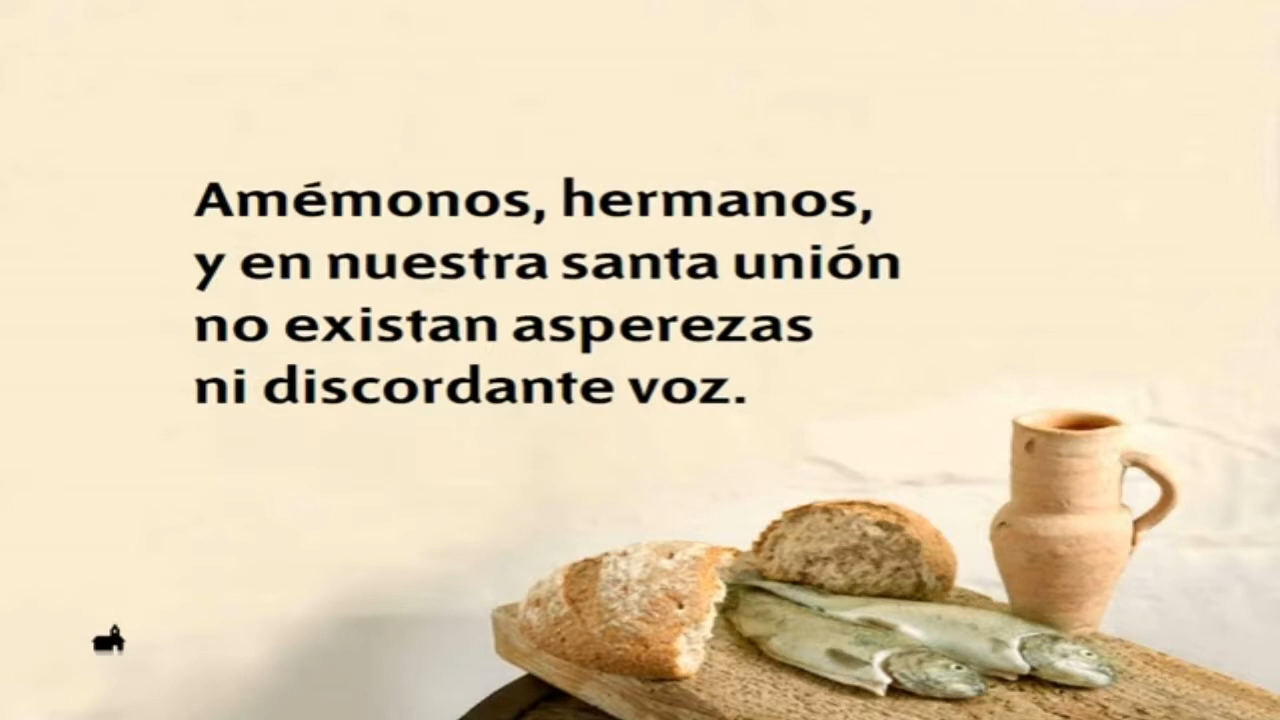 Amémonos, hermanos,
y en nuestra santa unión
no existan asperezas
ni discordante voz.